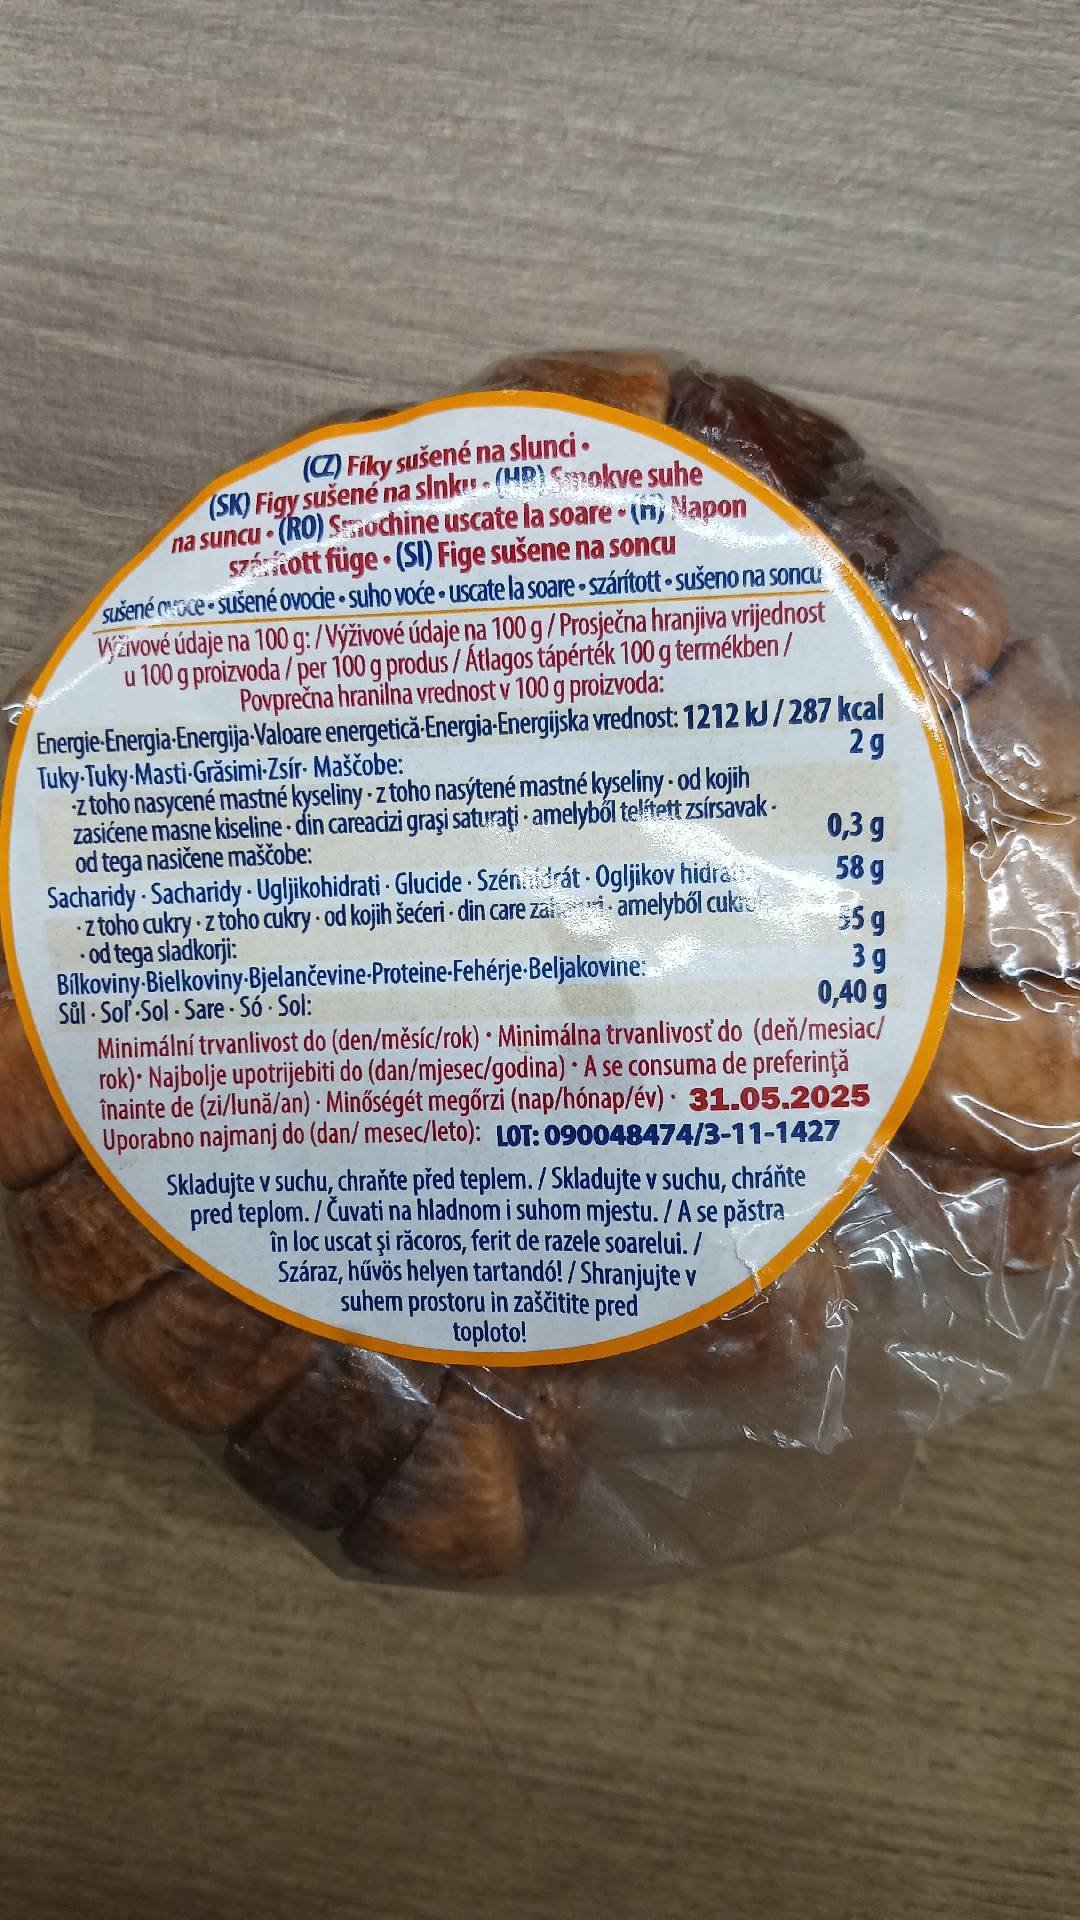 (CZ) Fíky sušené na slunci •
(SK) Figy sušené na slnku • (HR) Smokve suhe
na suncu • (RO) Smochine uscate la soare • (H) Napon
szárított füge • (SI) Fige sušene na soncu
sušené ovoce • sušené ovocie • suho voće • uscate la soare • szárított • sušeno na soncu
Výživové údaje na 100 g: / Výživové údaje na 100 g / Prosječna hranjiva vrijednost
u 100 g proizvoda / per 100 g produs / Átlagos tápérték 100 g termékben /
Povprečna hranilna vrednost v 100 g proizvoda:
Energie-Energia-Energija-Valoare energetică-Energia-Energijska vrednost: 1212 kJ / 287 kcal
Tuky-Tuky-Masti-Grăsimi-Zsír- Maščobe: 2 g
-z toho nasycené mastné kyseliny - z toho nasýtené mastné kyseliny - od kojih
zasićene masne kiseline - din careacizi graşi saturaţi - amelyből telített zsírsavak -
od tega nasičene maščobe: 0,3 g
Sacharidy - Sacharidy - Ugljikohidrati - Glucide - Szénhidrát - Ogljikov 58 g
- z toho cukry - z toho cukry - od kojih šećeri - din care - amelyből
- od tega sladkorji: 55 g
Bílkoviny-Bielkoviny-Bjelančevine-Proteine-Fehérje-Beljakovine: 3 g
Sůl - Soľ -Sol - Sare - Só - Sol: 0,40 g
Minimální trvanlivost do (den/měsíc/rok) • Minimálna trvanlivosť do (deň/mesiac/
rok)• Najbolje upotrijebiti do (dan/mjesec/godina) • A se consuma de preferinţă
înainte de (zi/lună/an) • Minőségét megőrzi (nap/hónap/év) • 31.05.2025
Uporabno najmanj do (dan/ mesec/leto): LOT: 090048474/3-11-1427
Skladujte v suchu, chraňte před teplem. / Skladujte v suchu, chráňte
pred teplom. / Čuvati na hladnom i suhom mjestu. / A se păstra
în loc uscat şi răcoros, ferit de razele soarelui. /
Száraz, hűvös helyen tartandó! / Shranjujte v
suhem prostoru in zaščitite pred
toploto!